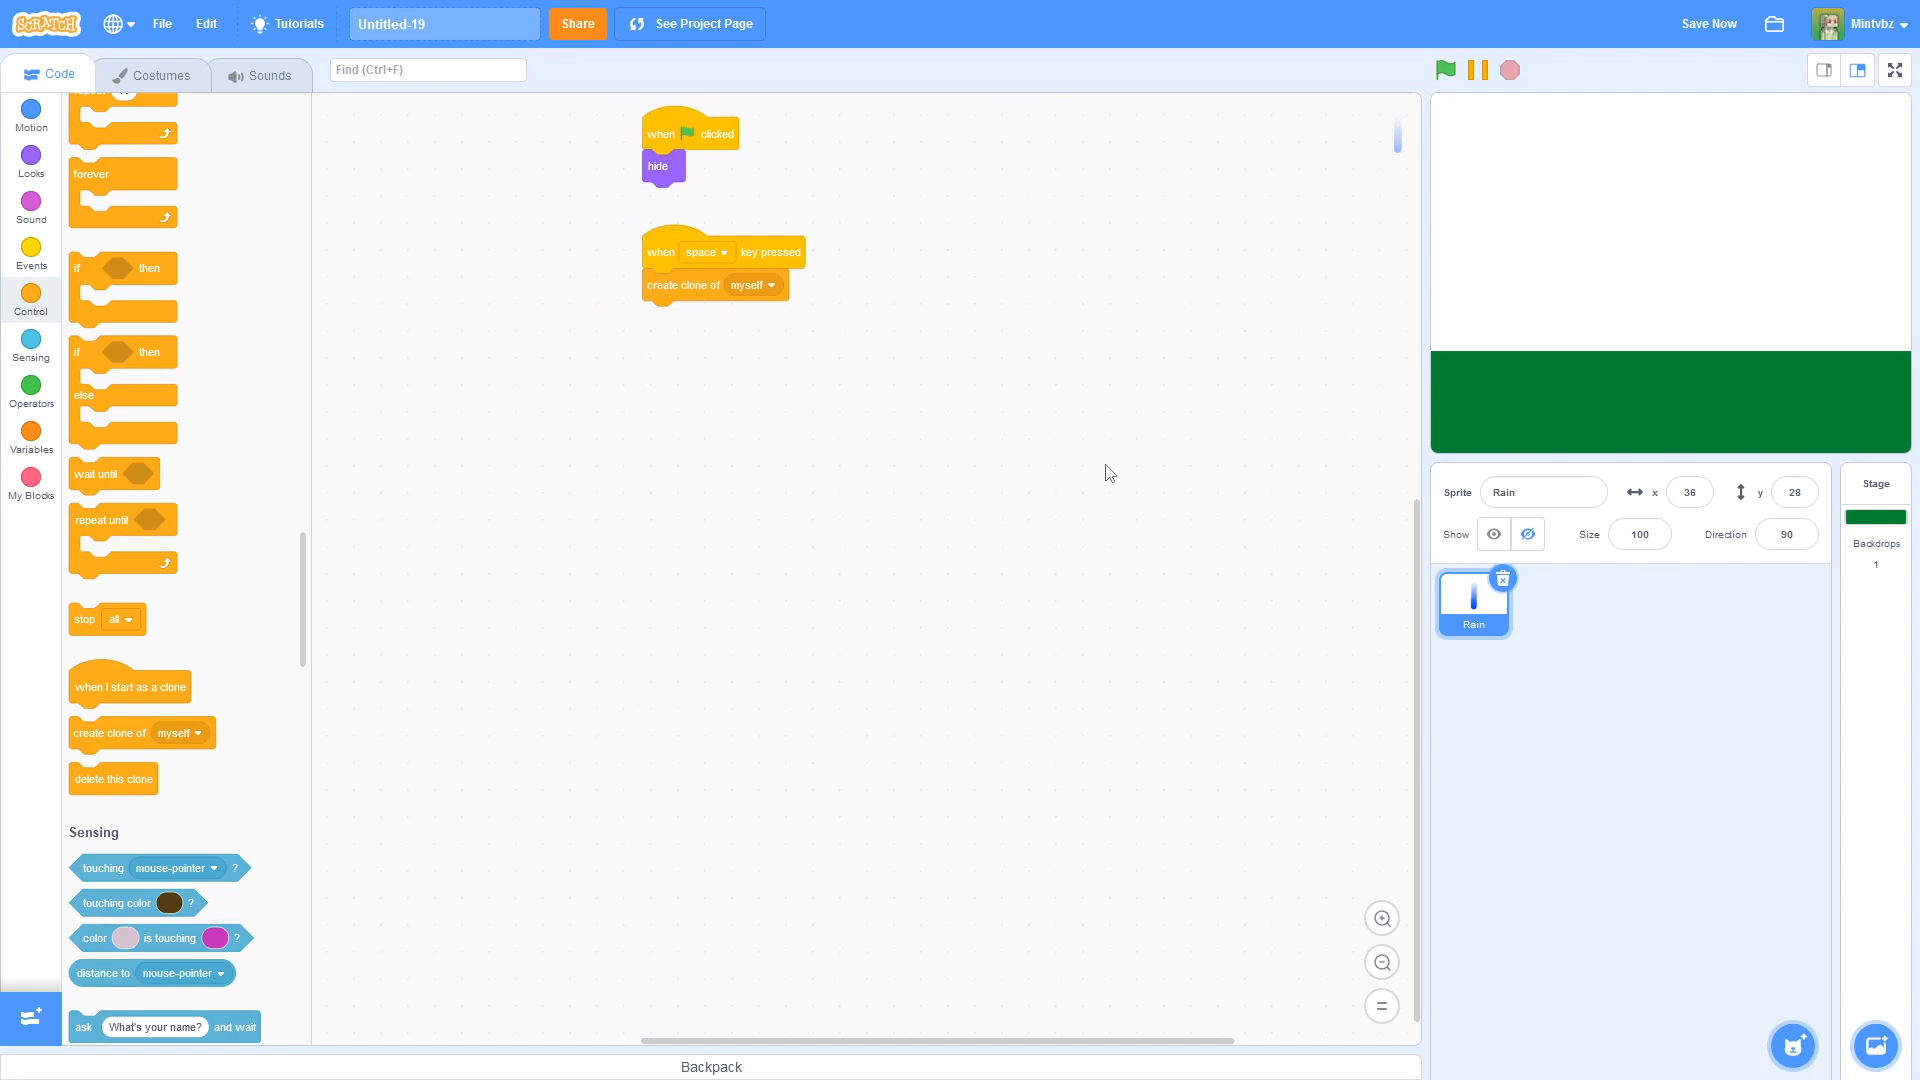 SCRATCH File Edit Tutorials Untitled-19 Share See Project Page Save Now Mintvbz
Code Costumes Sounds Find (Ctrl+F)
Motion
Looks
Sound
Events
Control
Sensing
Operators
Variables
My Blocks
forever
if then
if then
else
wait until
repeat until
stop all
when I start as a clone
create clone of myself
delete this clone
Sensing
touching mouse-pointer ?
touching color ?
color is touching ?
distance to mouse-pointer
ask What's your name? and wait
when clicked
hide
when space key pressed
create clone of myself
Sprite Rain x 36 y 28
Show Size 100 Direction 90
Rain
Stage
Backdrops
1
Backpack